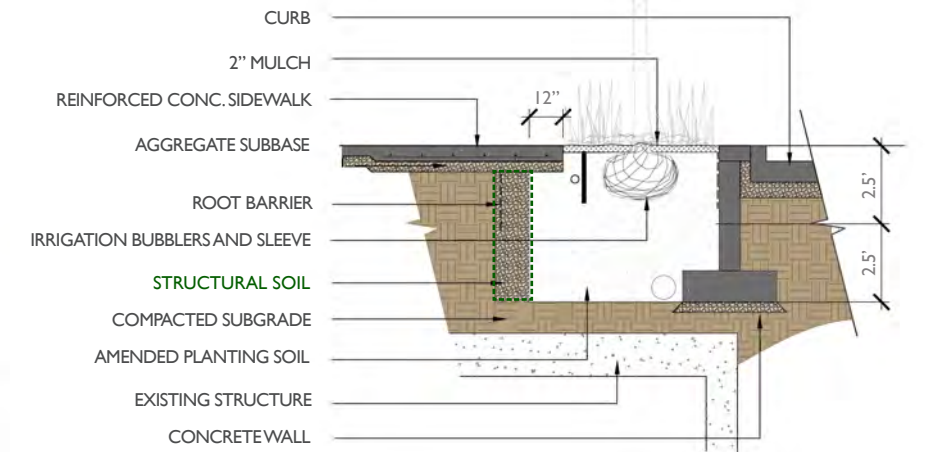 CURB
2” MULCH
REINFORCED CONC. SIDEWALK
AGGREGATE SUBBASE
ROOT BARRIER
IRRIGATION BUBBLERS AND SLEEVE
STRUCTURAL SOIL
COMPACTED SUBGRADE
AMENDED PLANTING SOIL
EXISTING STRUCTURE
CONCRETE WALL
12”
2.5’
2.5’